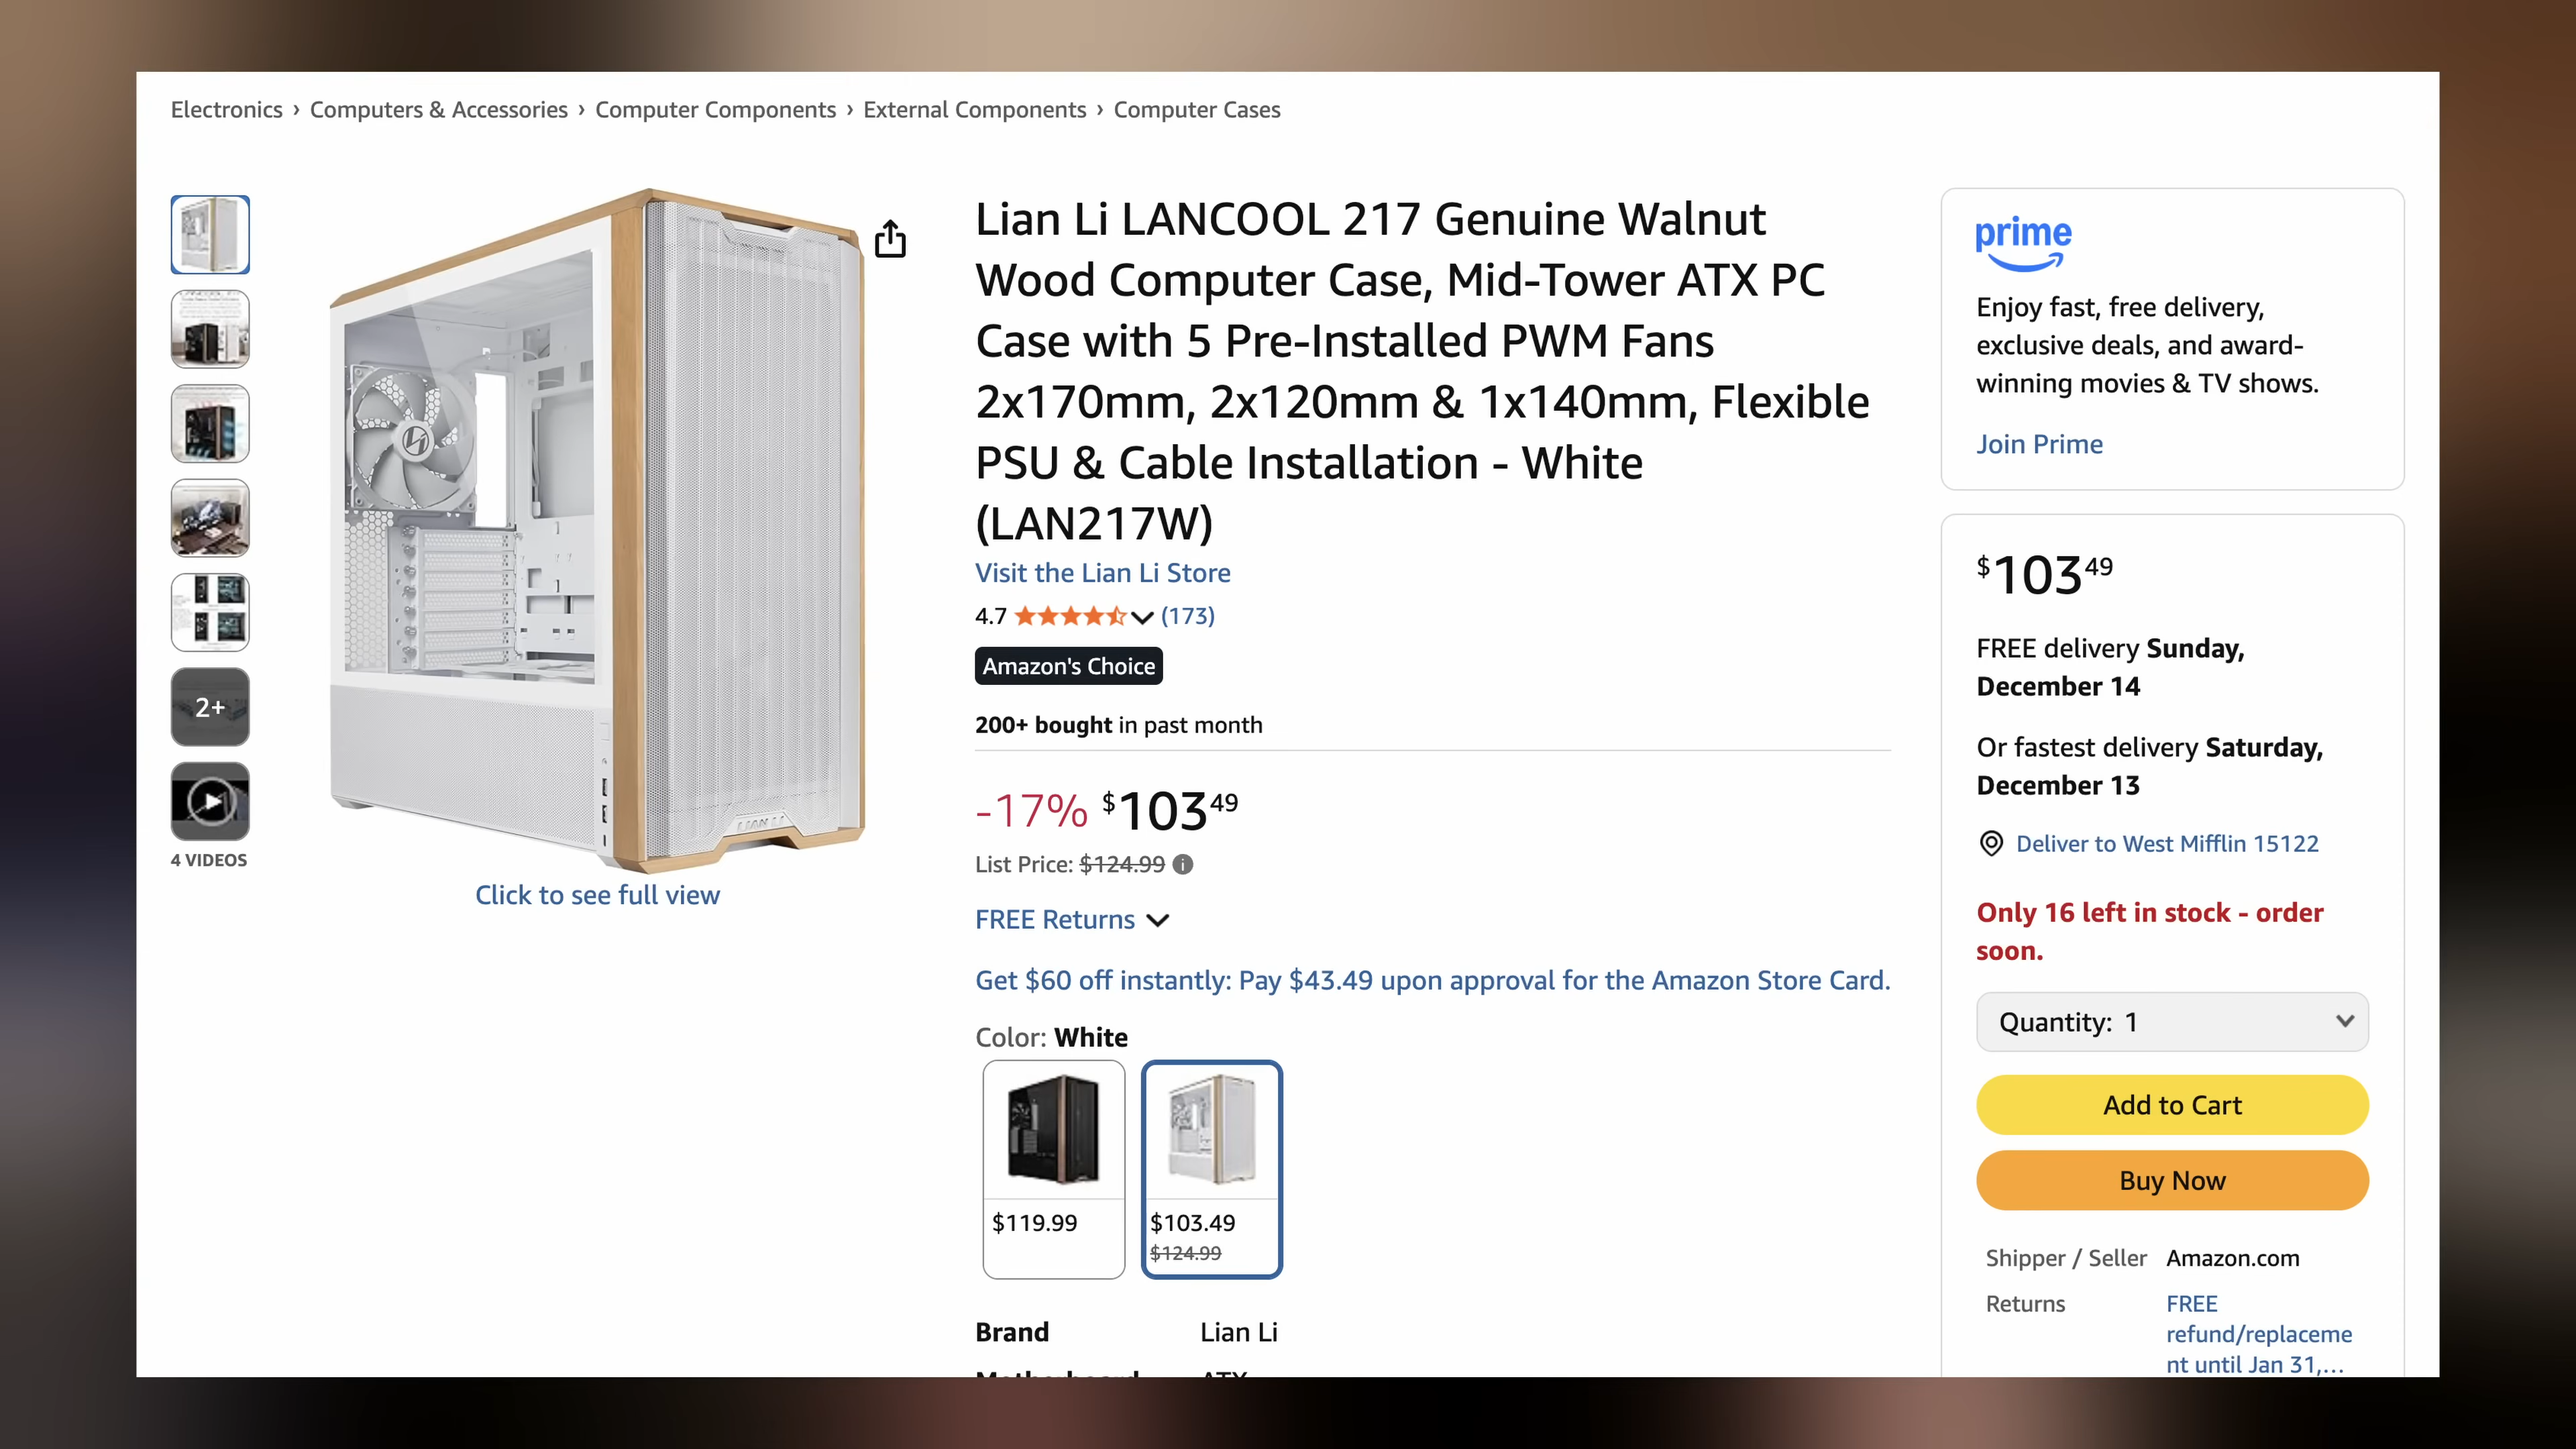 Electronics › Computers & Accessories › Computer Components › External Components › Computer Cases
2+
4 VIDEOS
LIAN LI
Click to see full view
Lian Li LANCOOL 217 Genuine Walnut
Wood Computer Case, Mid-Tower ATX PC
Case with 5 Pre-Installed PWM Fans
2x170mm, 2x120mm & 1x140mm, Flexible
PSU & Cable Installation - White
(LAN217W)
Visit the Lian Li Store
4.7 (173)
Amazon's Choice
200+ bought in past month
-17% $103 49
List Price: $124.99
FREE Returns
Get $60 off instantly: Pay $43.49 upon approval for the Amazon Store Card.
Color: White
$119.99
$103.49
$124.99
Brand Lian Li
prime
Enjoy fast, free delivery,
exclusive deals, and award-
winning movies & TV shows.
Join Prime
$103 49
FREE delivery Sunday,
December 14
Or fastest delivery Saturday,
December 13
Deliver to West Mifflin 15122
Only 16 left in stock - order
soon.
Quantity: 1
Add to Cart
Buy Now
Shipper / Seller Amazon.com
Returns FREE
refund/replaceme
nt until Jan 31,...